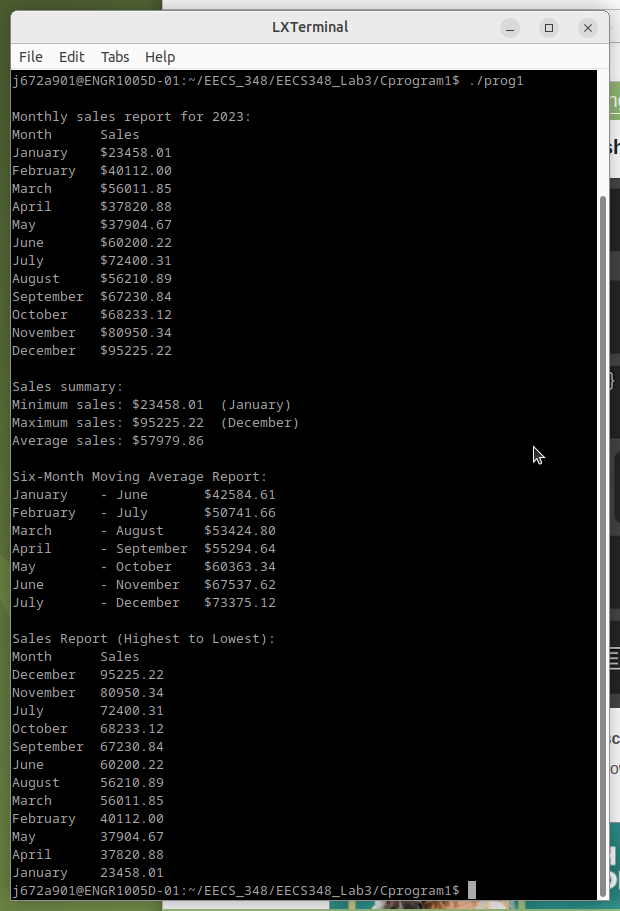 LXTerminal
File Edit Tabs Help
j672a901@ENGR1005D-01:~/EECS_348/EECS348_Lab3/Cprogram1$ ./prog1
Monthly sales report for 2023:
Month Sales
January $23458.01
February $40112.00
March $56011.85
April $37820.88
May $37904.67
June $60200.22
July $72400.31
August $56210.89
September $67230.84
October $68233.12
November $80950.34
December $95225.22
Sales summary:
Minimum sales: $23458.01 (January)
Maximum sales: $95225.22 (December)
Average sales: $57979.86
Six-Month Moving Average Report:
January - June $42584.61
February - July $50741.66
March - August $53424.80
April - September $55294.64
May - October $60363.34
June - November $67537.62
July - December $73375.12
Sales Report (Highest to Lowest):
Month Sales
December 95225.22
November 80950.34
July 72400.31
October 68233.12
September 67230.84
June 60200.22
August 56210.89
March 56011.85
February 40112.00
May 37904.67
April 37820.88
January 23458.01
j672a901@ENGR1005D-01:~/EECS_348/EECS348_Lab3/Cprogram1$